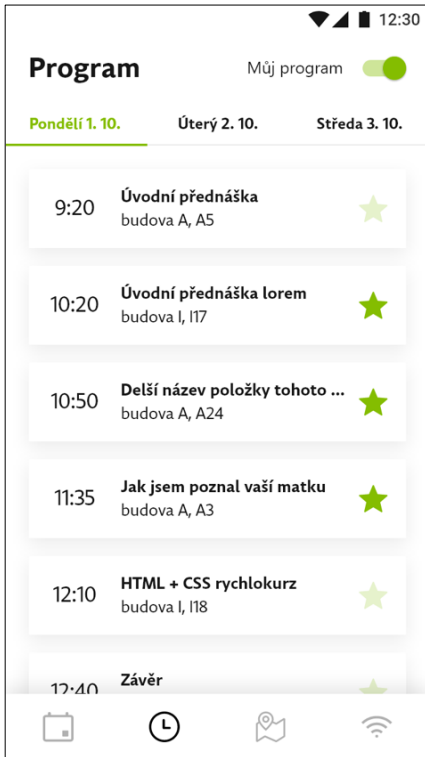 12:30
Program
Můj program
Pondělí 1. 10.
Úterý 2. 10.
Středa 3. 10.
9:20
Úvodní přednáška
budova A, A5
10:20
Úvodní přednáška lorem
budova I, I17
10:50
Delší název položky tohoto ...
budova A, A24
11:35
Jak jsem poznal vaší matku
budova A, A3
12:10
HTML + CSS rychlokurz
budova I, I18
12:40
Závěr